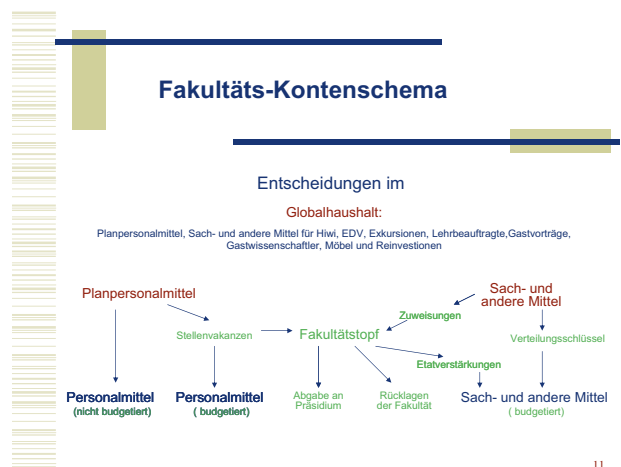 Fakultäts-Kontenschema
Entscheidungen im
Globalhaushalt:
Planpersonalmittel, Sach- und andere Mittel für Hiwi, EDV, Exkursionen, Lehrbeauftragte,Gastvorträge,
Gastwissenschaftler, Möbel und Reinvestionen
Planpersonalmittel
Sach- und
andere Mittel
Zuweisungen
Stellenvakanzen
Fakultätstopf
Verteilungsschlüssel
Etatverstärkungen
Personalmittel
(nicht budgetiert)
Personalmittel
( budgetiert)
Abgabe an
Präsidium
Rücklagen
der Fakultät
Sach- und andere Mittel
( budgetiert)
11